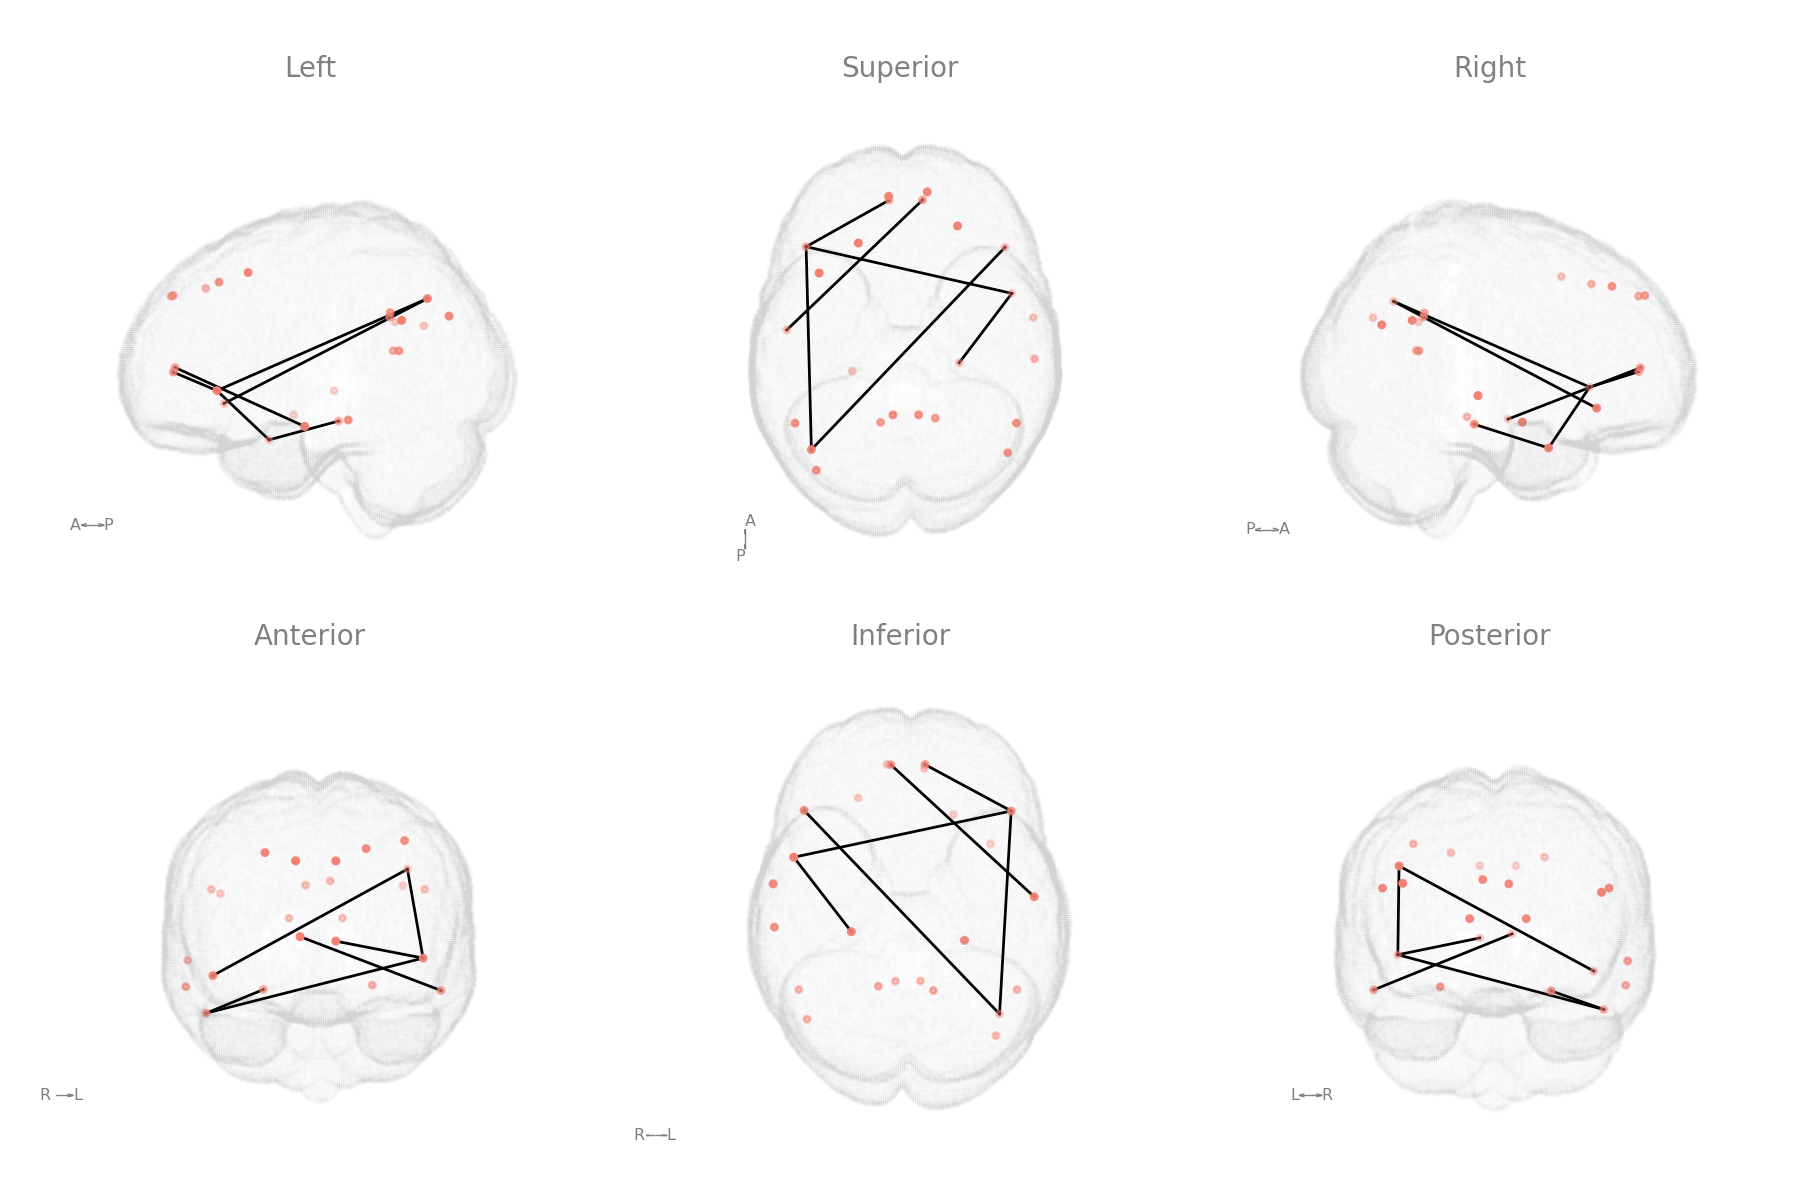 Left
Superior
Right
A P
A
P
P A
Anterior
Inferior
Posterior
R L
R L
L R